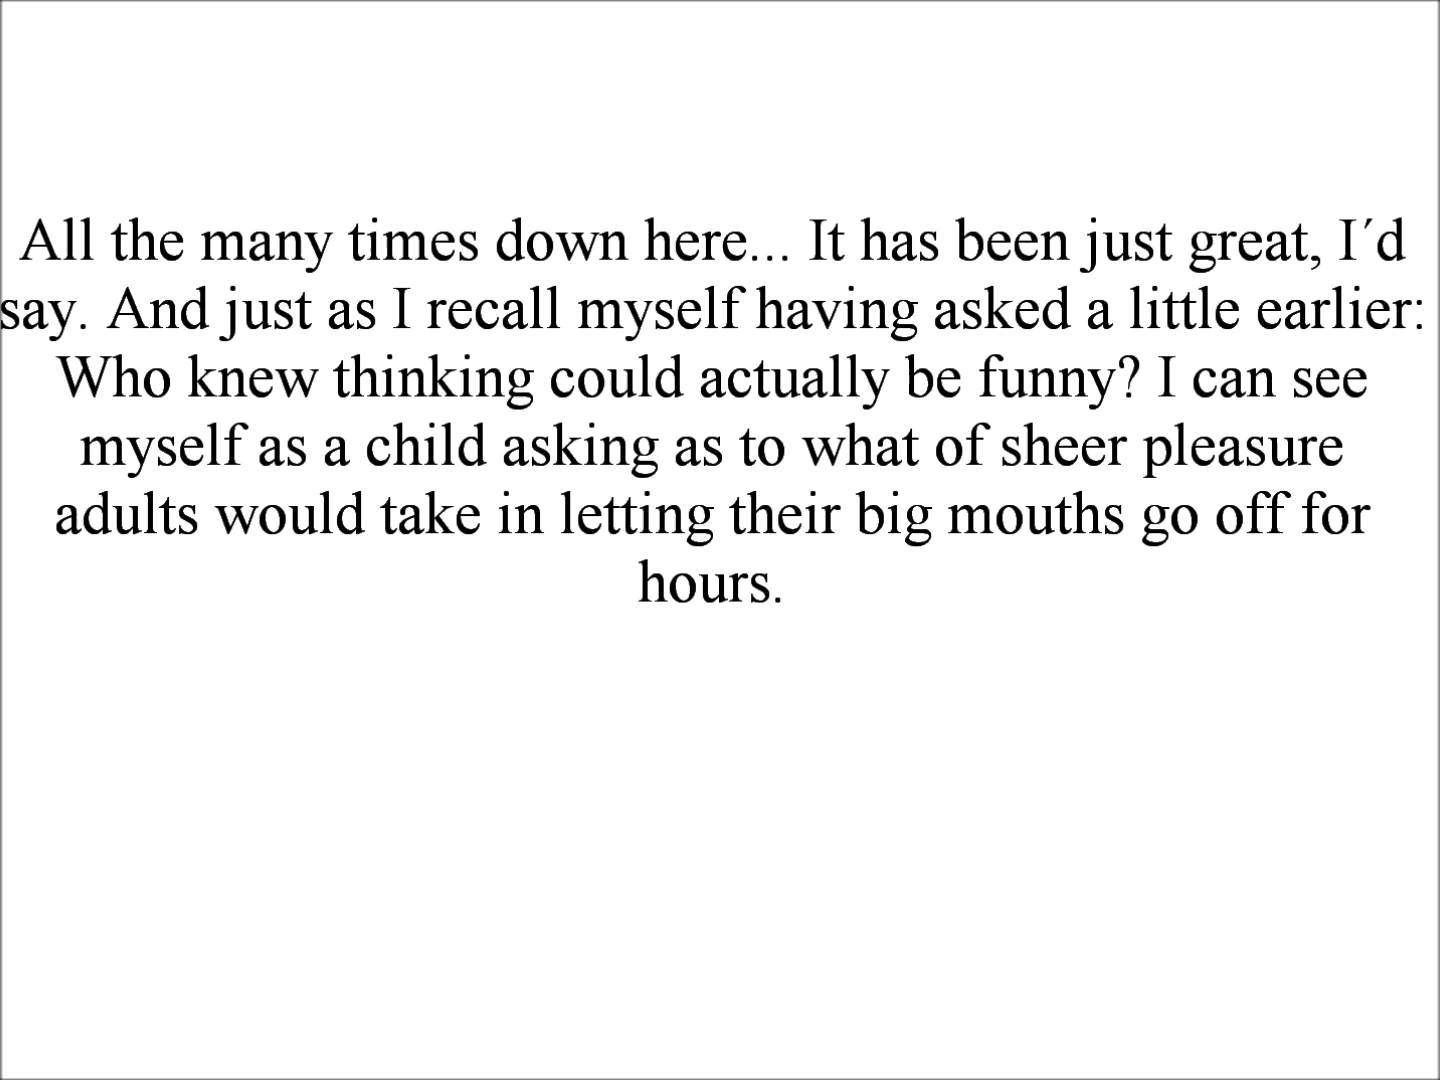 All the many times down here... It has been just great, I´d
say. And just as I recall myself having asked a little earlier:
Who knew thinking could actually be funny? I can see
myself as a child asking as to what of sheer pleasure
adults would take in letting their big mouths go off for
hours.